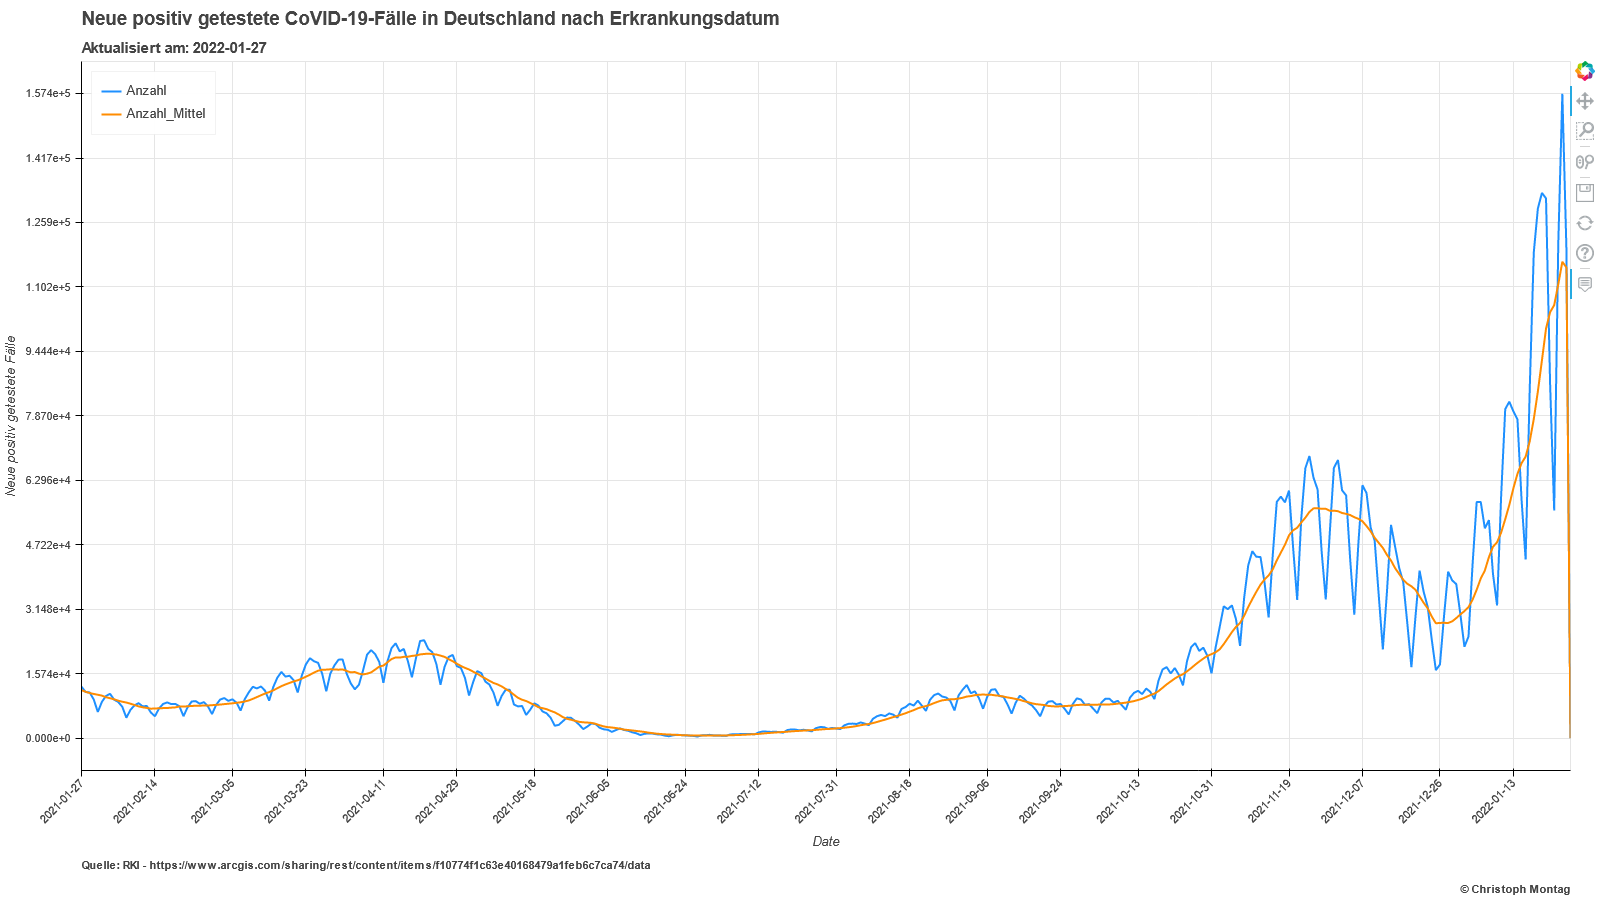 Neue positiv getestete CoVID-19-Fälle in Deutschland nach Erkrankungsdatum
Aktualisiert am: 2022-01-27
Anzahl
Anzahl_Mittel
1.574e+5
1.417e+5
1.259e+5
1.102e+5
9.444e+4
7.870e+4
6.296e+4
4.722e+4
3.148e+4
1.574e+4
0.000e+0
Neue positiv getestete Fälle
2021-01-27
2021-02-14
2021-03-05
2021-03-23
2021-04-11
2021-04-29
2021-05-18
2021-06-05
2021-06-24
2021-07-12
2021-07-31
2021-08-18
2021-09-06
2021-09-24
2021-10-13
2021-10-31
2021-11-19
2021-12-07
2021-12-26
2022-01-13
Date
Quelle: RKI - https://www.arcgis.com/sharing/rest/content/items/f10774f1c63e40168479a1feb6c7ca74/data
© Christoph Montag